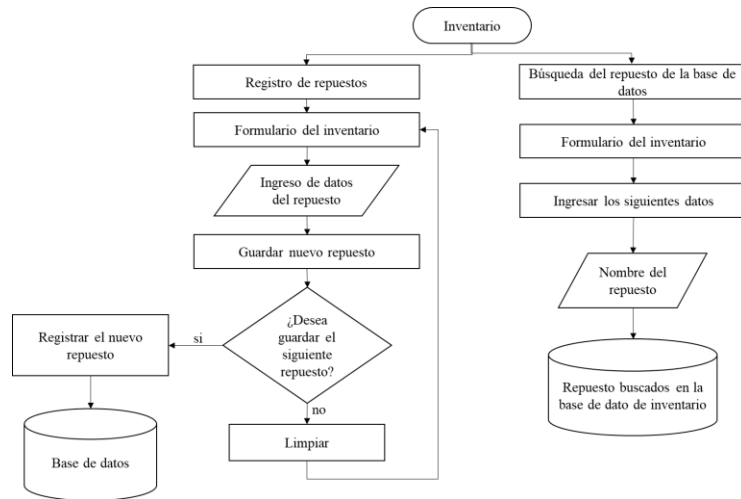 Inventario
Registro de repuestos
Formulario del inventario
Ingreso de datos
del repuesto
Guardar nuevo repuesto
¿Desea
guardar el
siguiente
repuesto?
si
Registrar el nuevo
repuesto
Base de datos
no
Limpiar
Búsqueda del repuesto de la base de
datos
Formulario del inventario
Ingresar los siguientes datos
Nombre del
repuesto
Repuesto buscados en la
base de dato de inventario